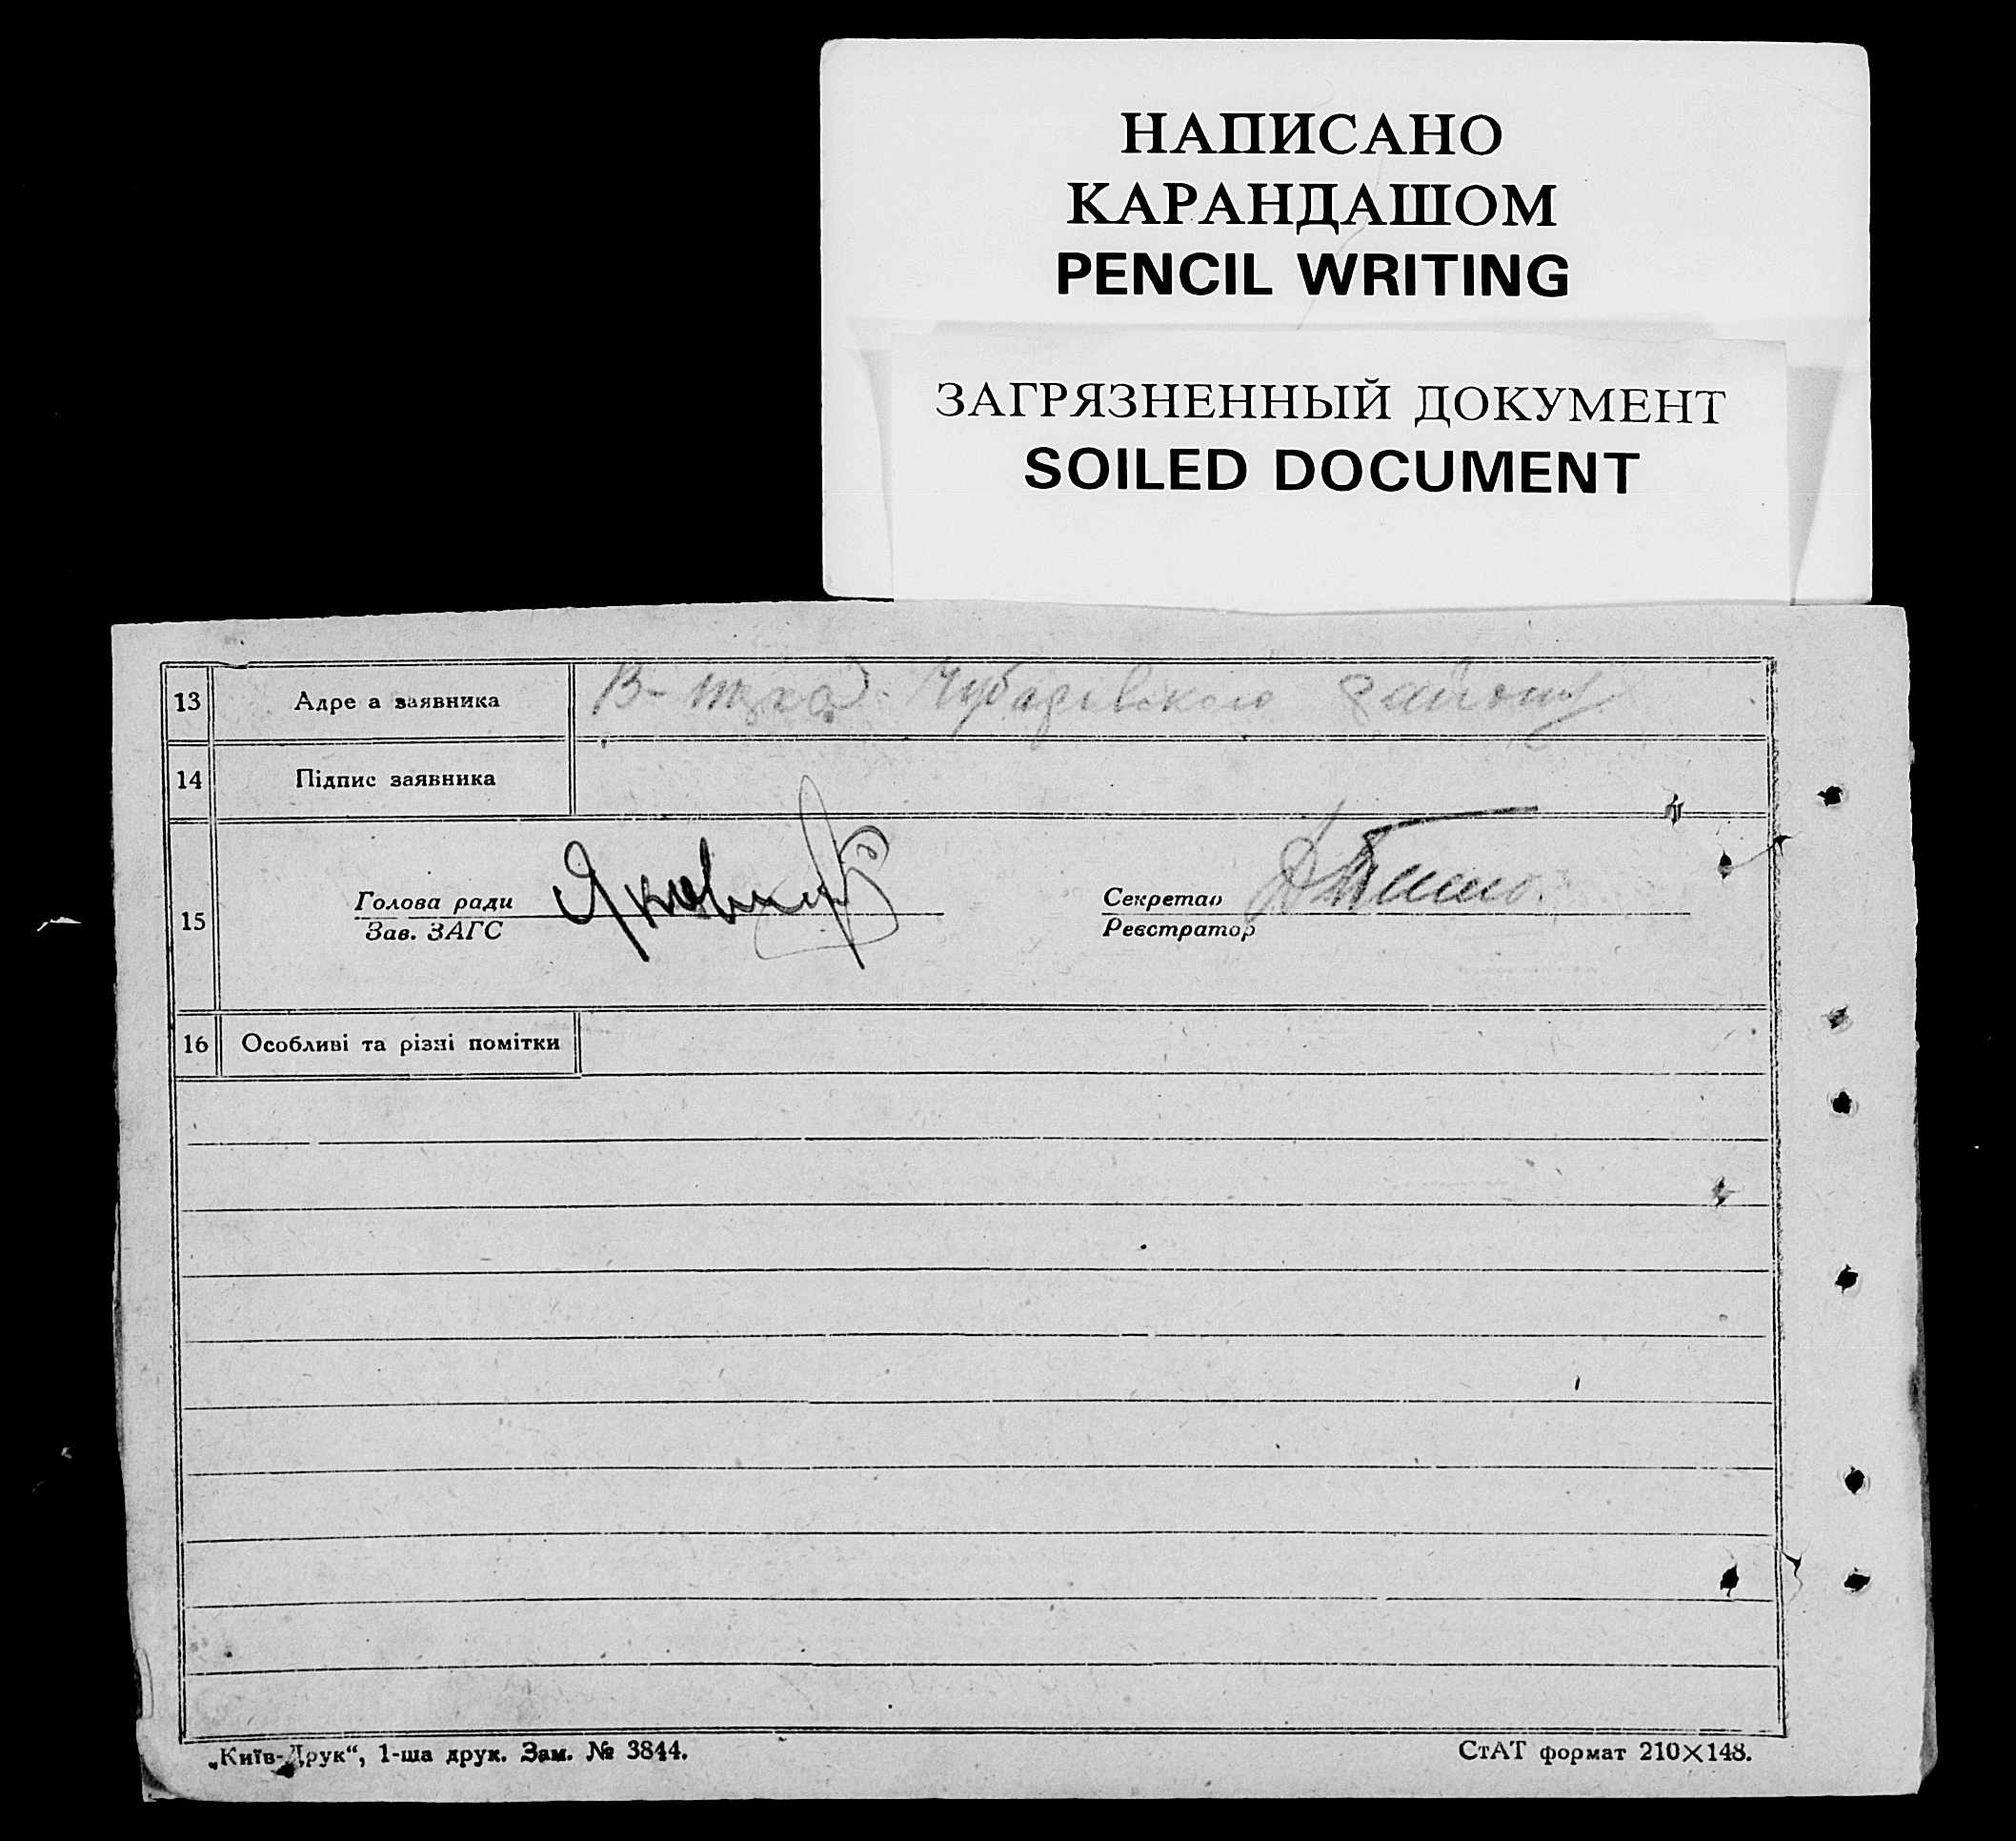 НАПИСАНО
КАРАНДАШОМ
PENCIL WRITING
ЗАГРЯЗНЕННЫЙ ДОКУМЕНТ
SOILED DOCUMENT
13 Адре а заявника Чубарівського району
14 Підпис заявника
15 Голова ради Секретар
Зав. ЗАГС Реєстратор
16 Особливі та різні помітки
„Київ-Друк“, 1-ша друк. Зам. № 3844. СтАТ формат 210×148.